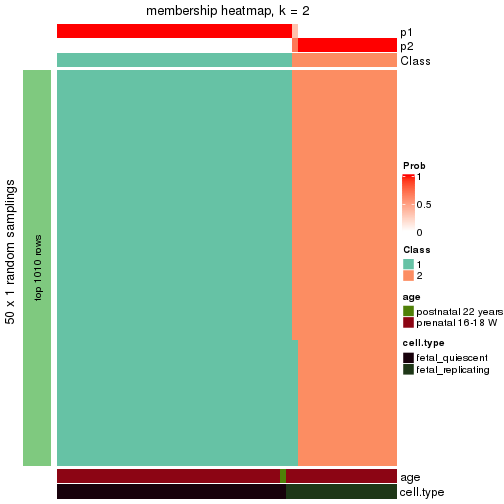 membership heatmap, k = 2
p1
p2
Class
50 x 1 random samplings
top 1010 rows
Prob
1
0.5
0
Class
1
2
age
postnatal 22 years
prenatal 16-18 W
cell.type
fetal_quiescent
fetal_replicating
age
cell.type